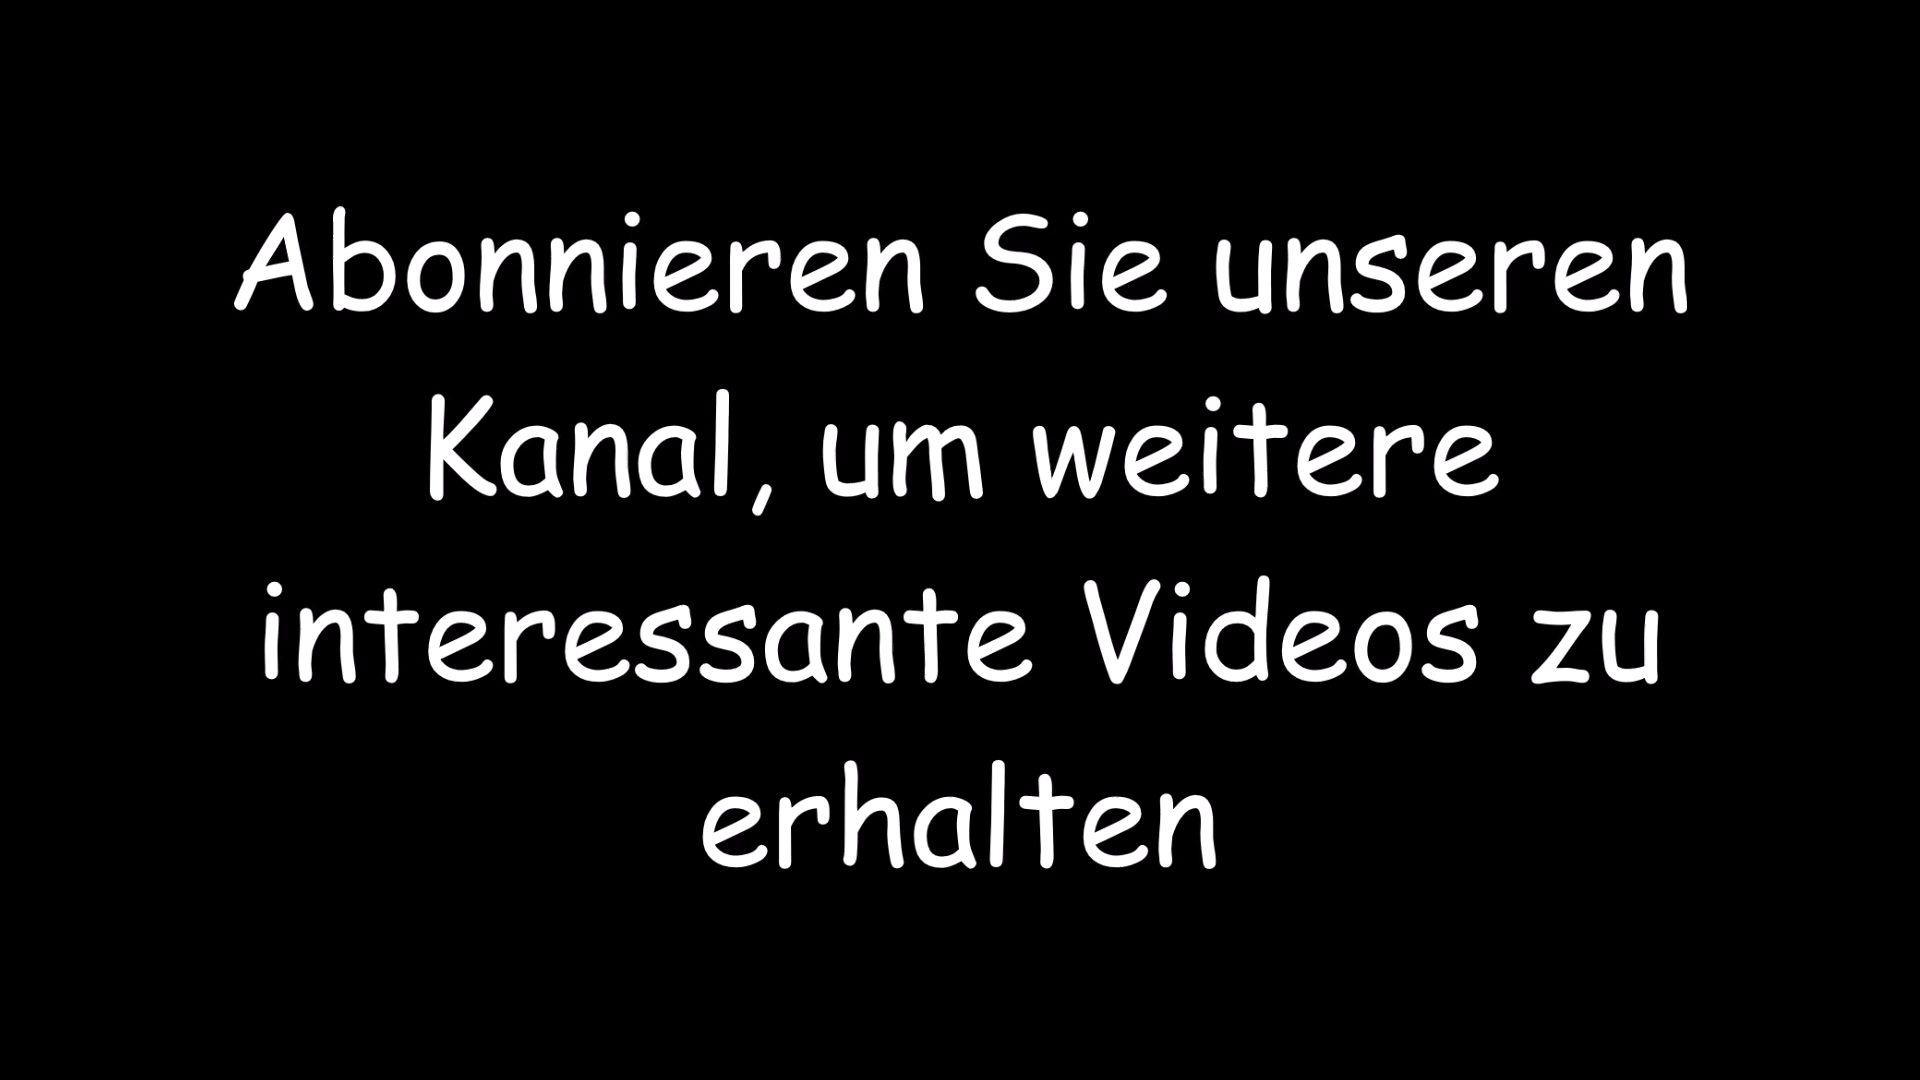 Abonnieren Sie unseren
Kanal, um weitere
interessante Videos zu
erhalten